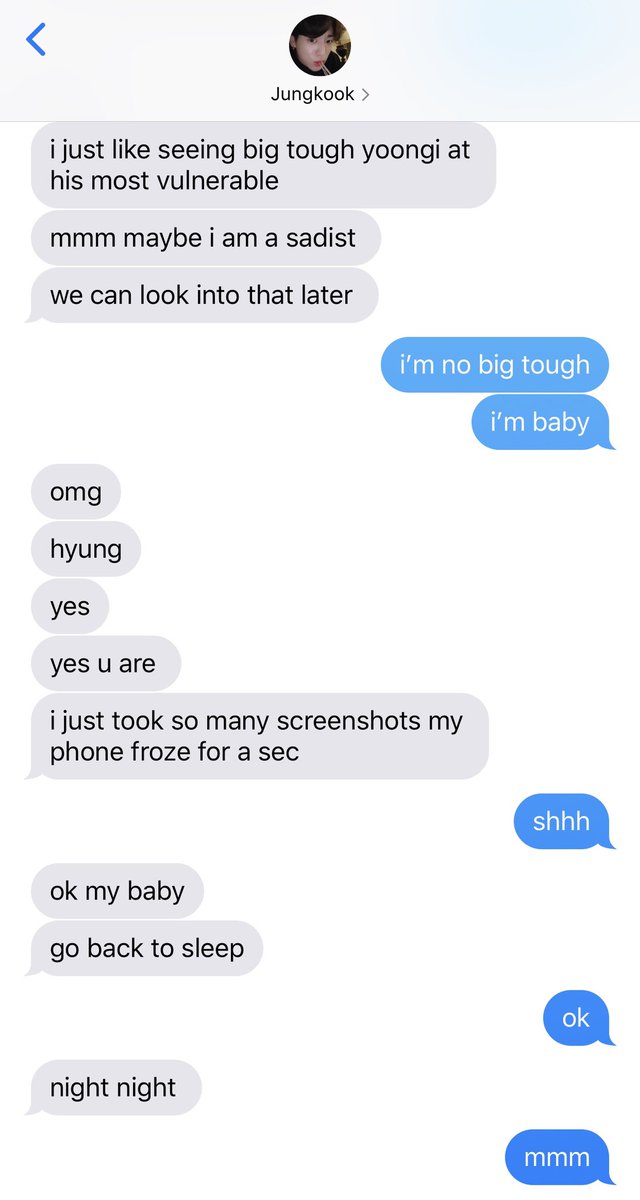 Jungkook
i just like seeing big tough yoongi at
his most vulnerable
mmm maybe i am a sadist
we can look into that later
i’m no big tough
i’m baby
omg
hyung
yes
yes u are
i just took so many screenshots my
phone froze for a sec
shhh
ok my baby
go back to sleep
ok
night night
mmm